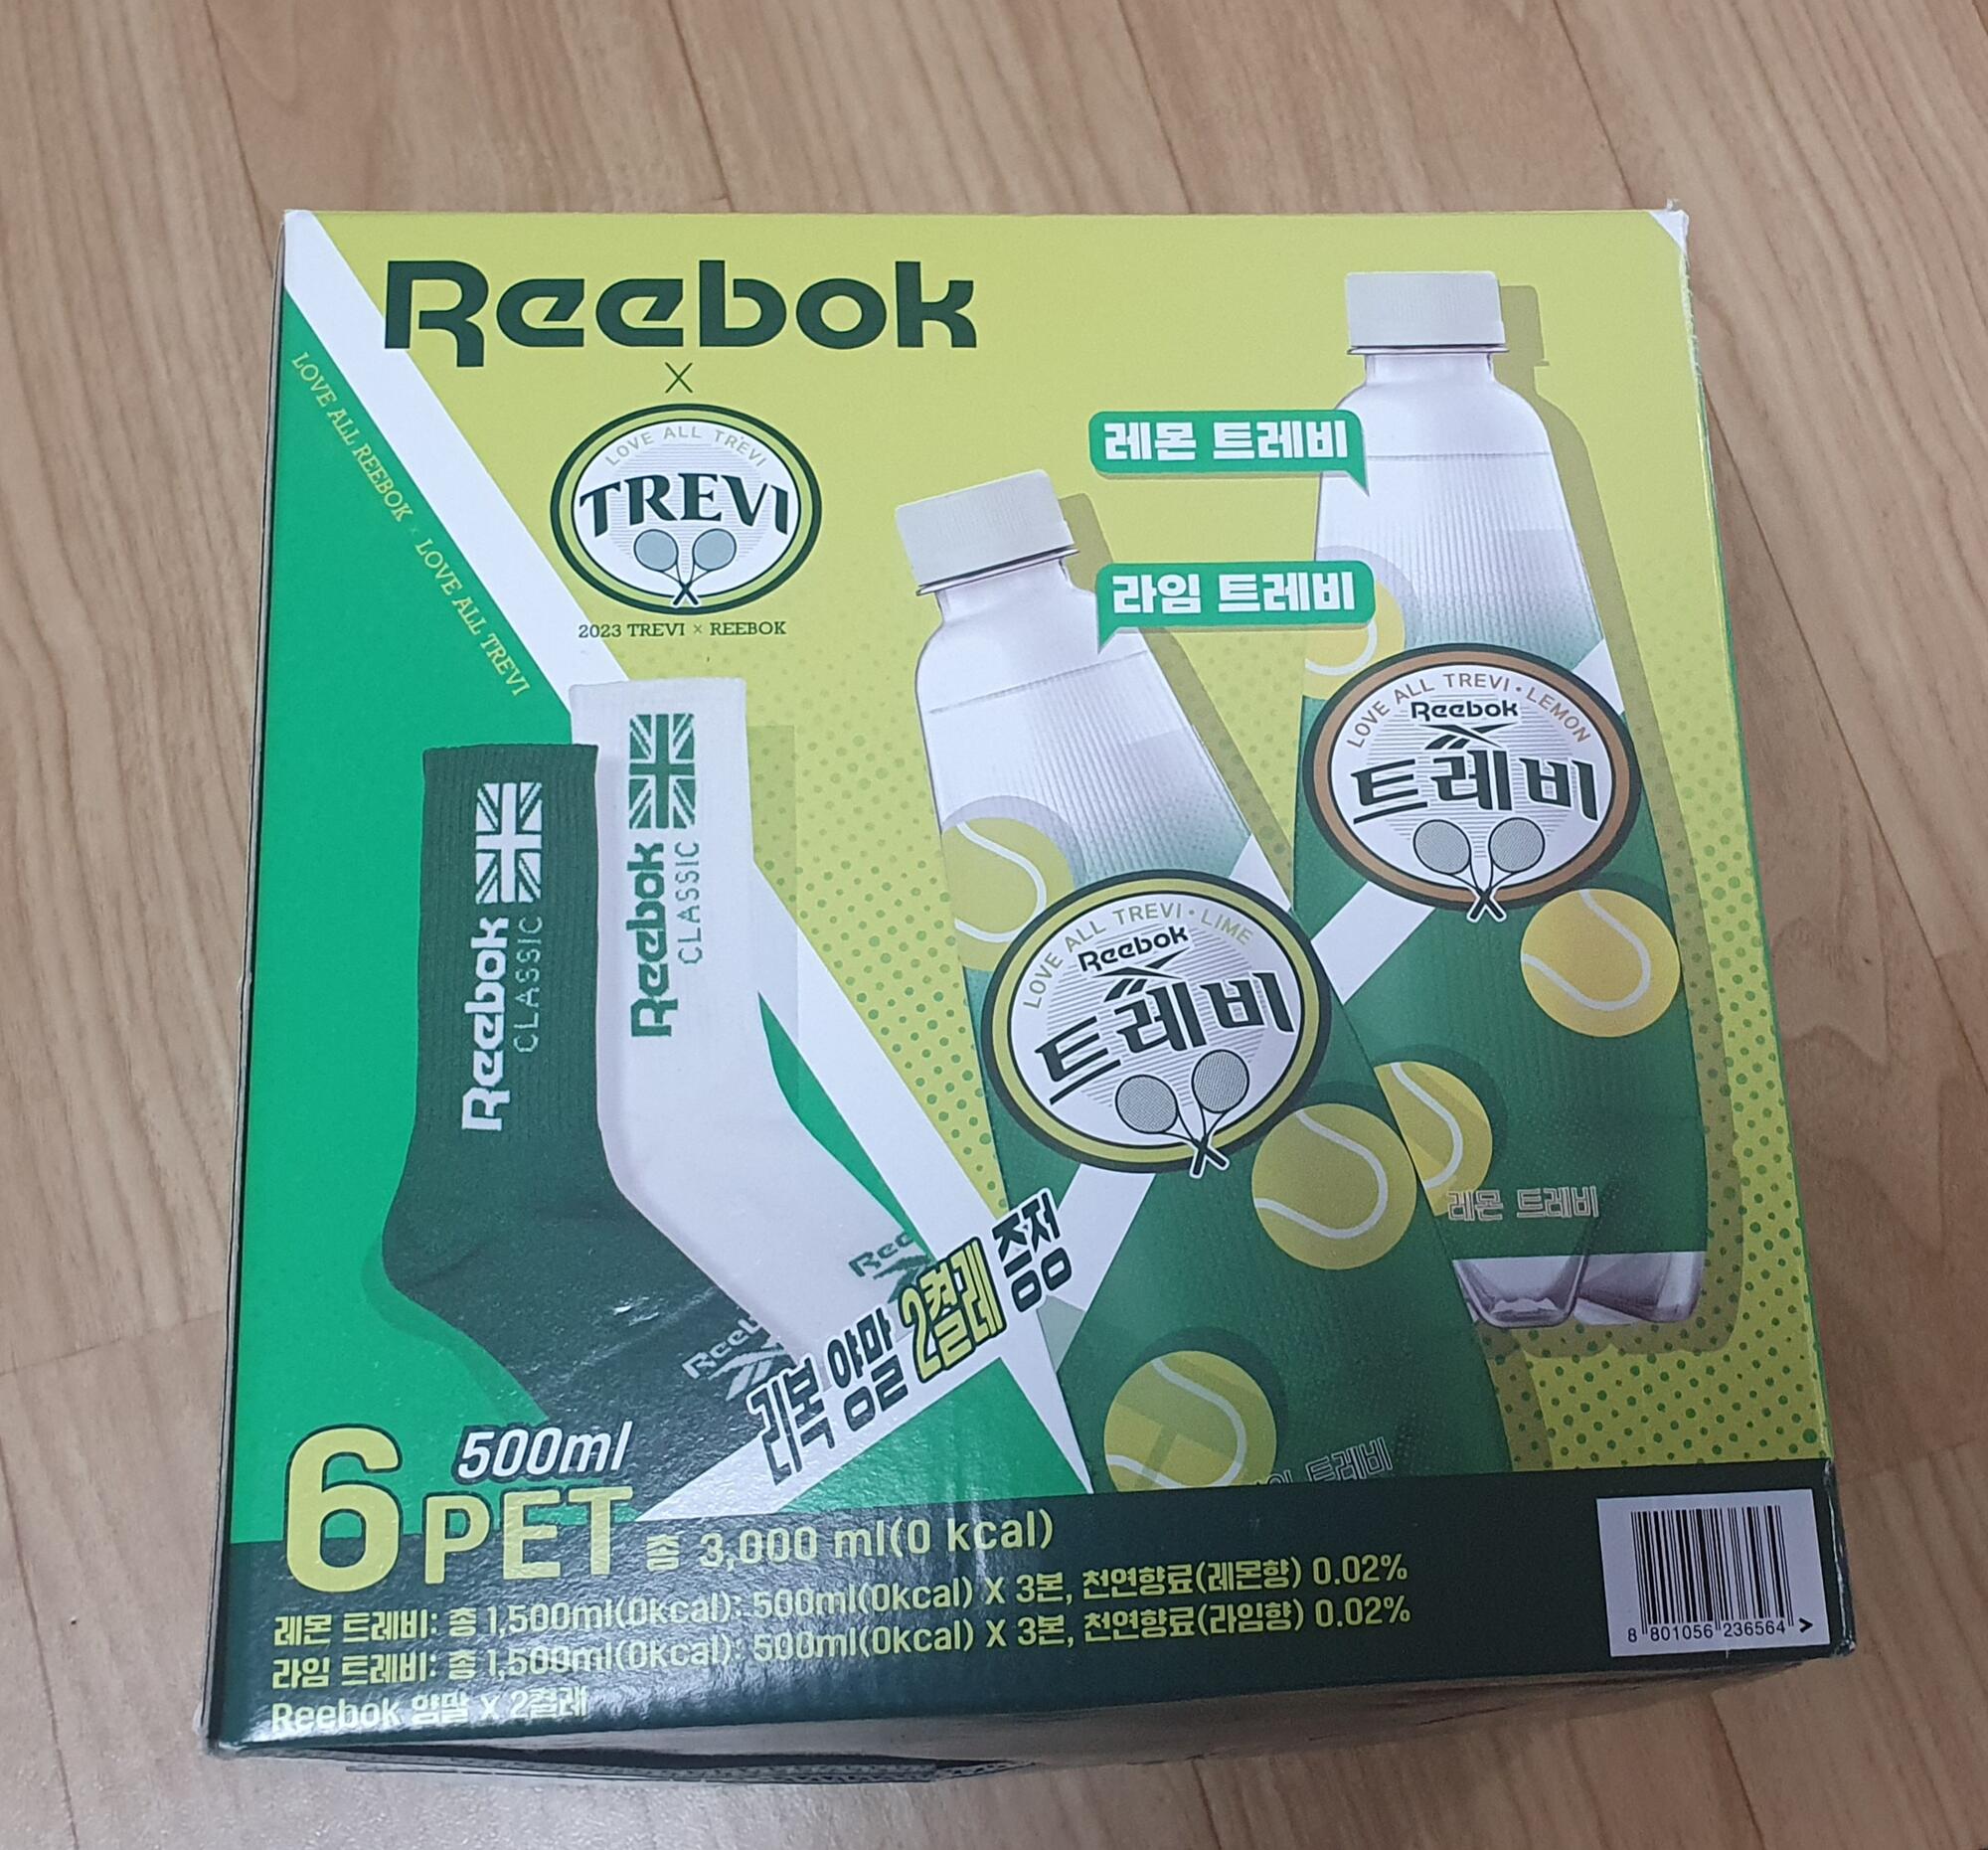 Reebok
X
LOVE ALL TREVI
TREVI
2023 TREVI × REEBOK
LOVE ALL REEBOK × LOVE ALL TREVI
레몬 트레비
라임 트레비
LOVE ALL TREVI • LEMON
Reebok
트레비
레몬 트레비
LOVE ALL TREVI • LIME
Reebok
트레비
트레비
Reebok
CLASSIC
Reebok
CLASSIC
리복 양말 2켤레 증정
6 500ml
PET 총 3,000 ml(0 kcal)
레몬 트레비: 총 1,500ml(0kcal): 500ml(0kcal) X 3본, 천연향료(레몬향) 0.02%
라임 트레비: 총 1,500ml(0kcal): 500ml(0kcal) X 3본, 천연향료(라임향) 0.02%
Reebok 양말 x 2켤레
8 801056 236564 >